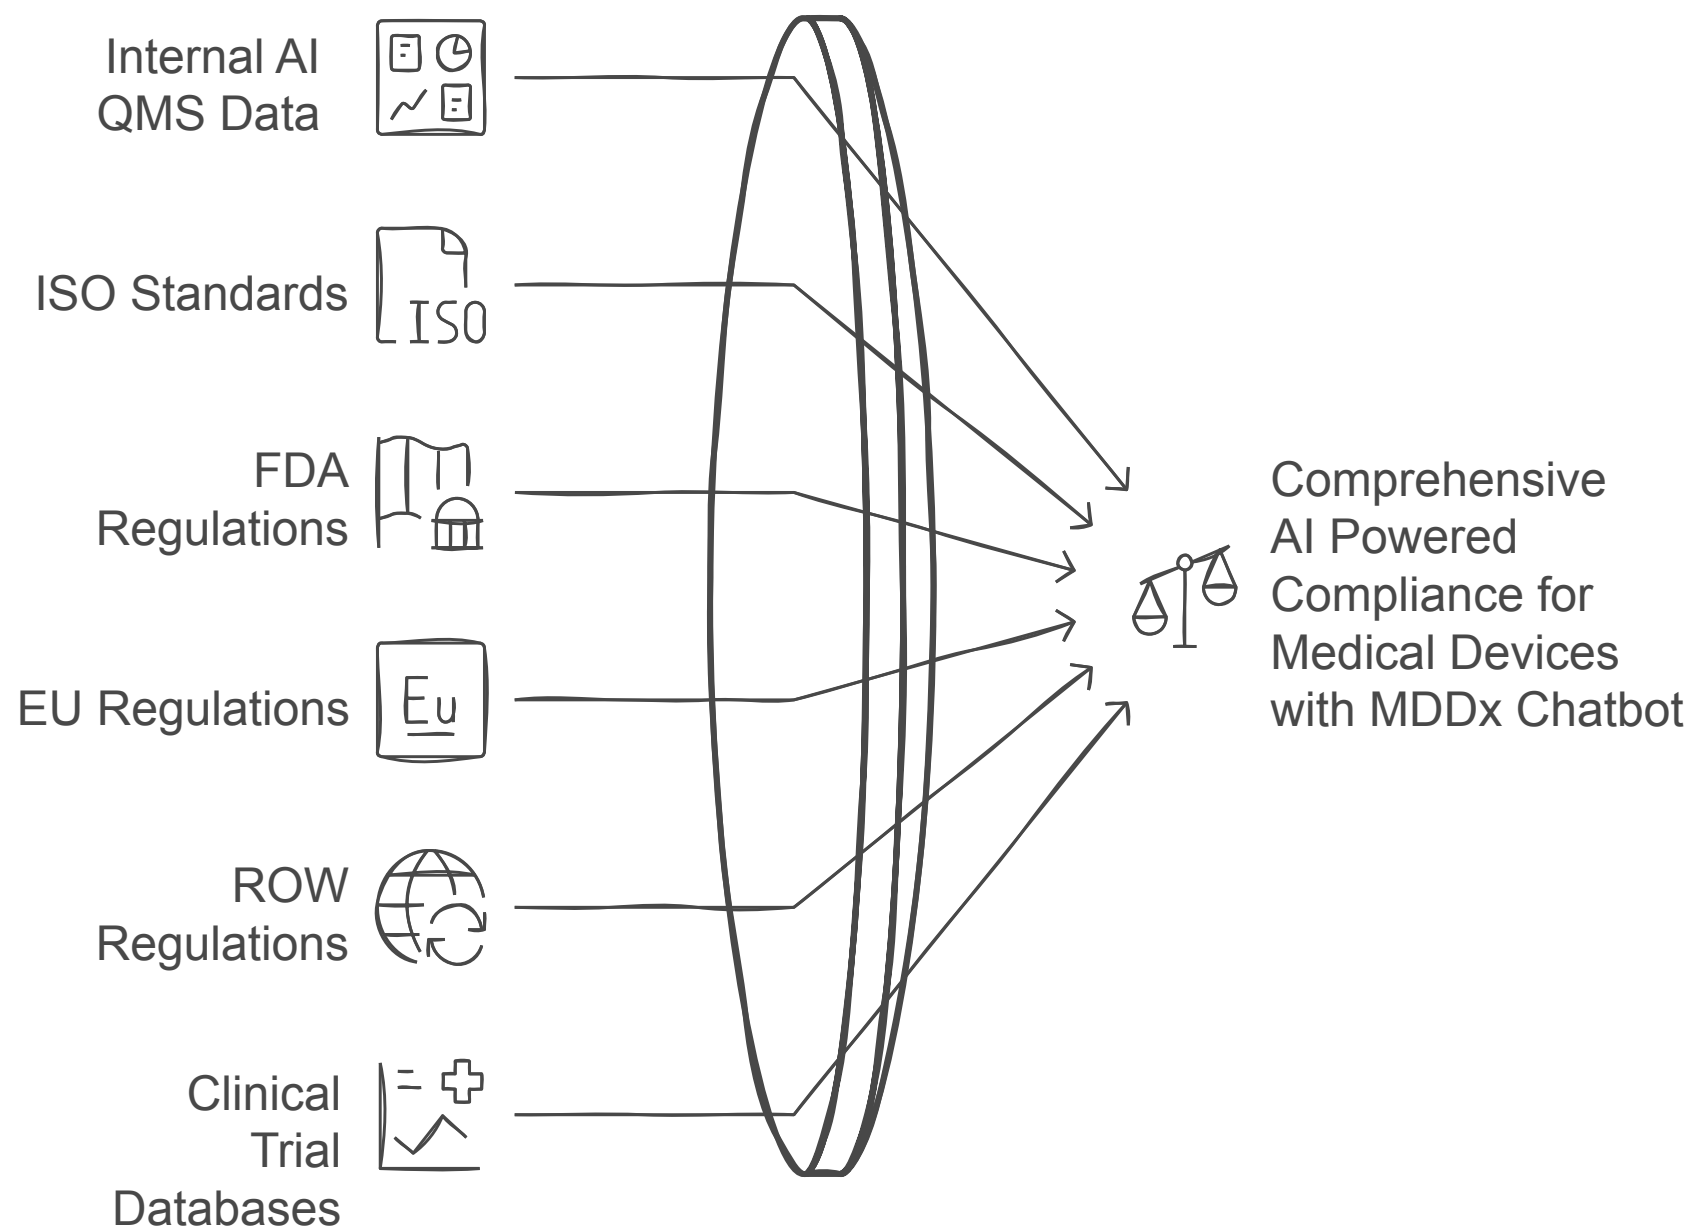 Internal AI
QMS Data
ISO Standards
ISO
FDA
Regulations
EU Regulations
Eu
ROW
Regulations
Clinical
Trial
Databases
Comprehensive
AI Powered
Compliance for
Medical Devices
with MDDx Chatbot